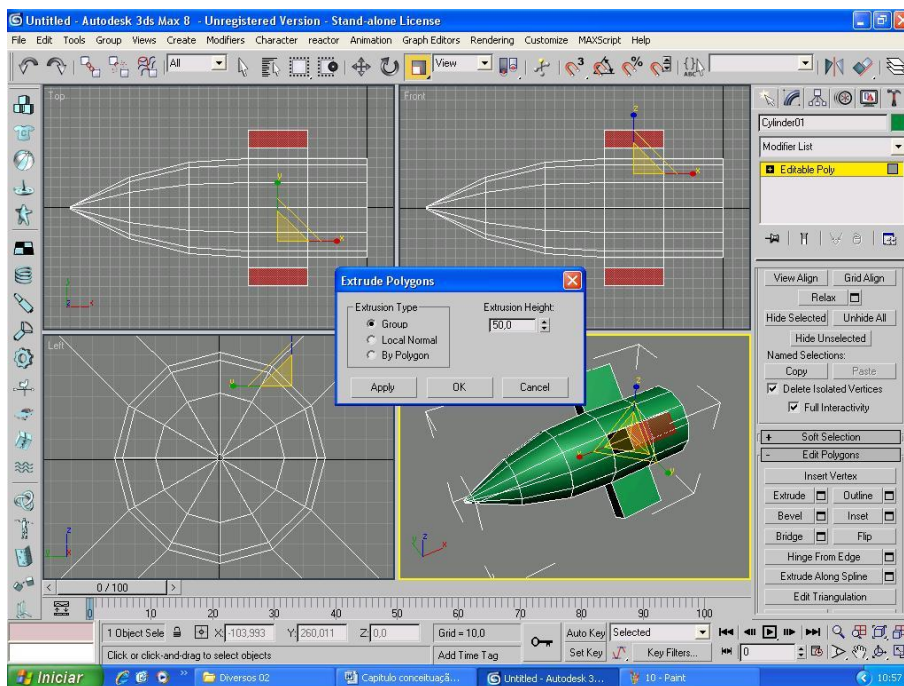 Untitled - Autodesk 3ds Max 8 - Unregistered Version - Stand-alone License
File Edit Tools Group Views Create Modifiers Character reactor Animation Graph Editors Rendering Customize MAXScript Help
All
View
Top
Front
Left
Extrude Polygons
Extrusion Type
Group
Local Normal
By Polygon
Extrusion Height:
50,0
Apply OK Cancel
Cylinder01
Modifier List
Editable Poly
View Align Grid Align
Relax
Hide Selected Unhide All
Hide Unselected
Named Selections:
Copy Paste
Delete Isolated Vertices
Full Interactivity
+ Soft Selection
- Edit Polygons
Insert Vertex
Extrude Outline
Bevel Inset
Bridge Flip
Hinge From Edge
Extrude Along Spline
Edit Triangulation
< 0 / 100 >
0 10 20 30 40 50 60 70 80 90 100
1 Object Sele X: -103,993 Y: 260,011 Z: 0,0 Grid = 10,0 Auto Key Selected
Click or click-and-drag to select objects Add Time Tag Set Key Key Filters... 0
Iniciar » Diversos 02 Capitulo conceituaçã... Untitled - Autodesk 3... 10 - Paint 10:57